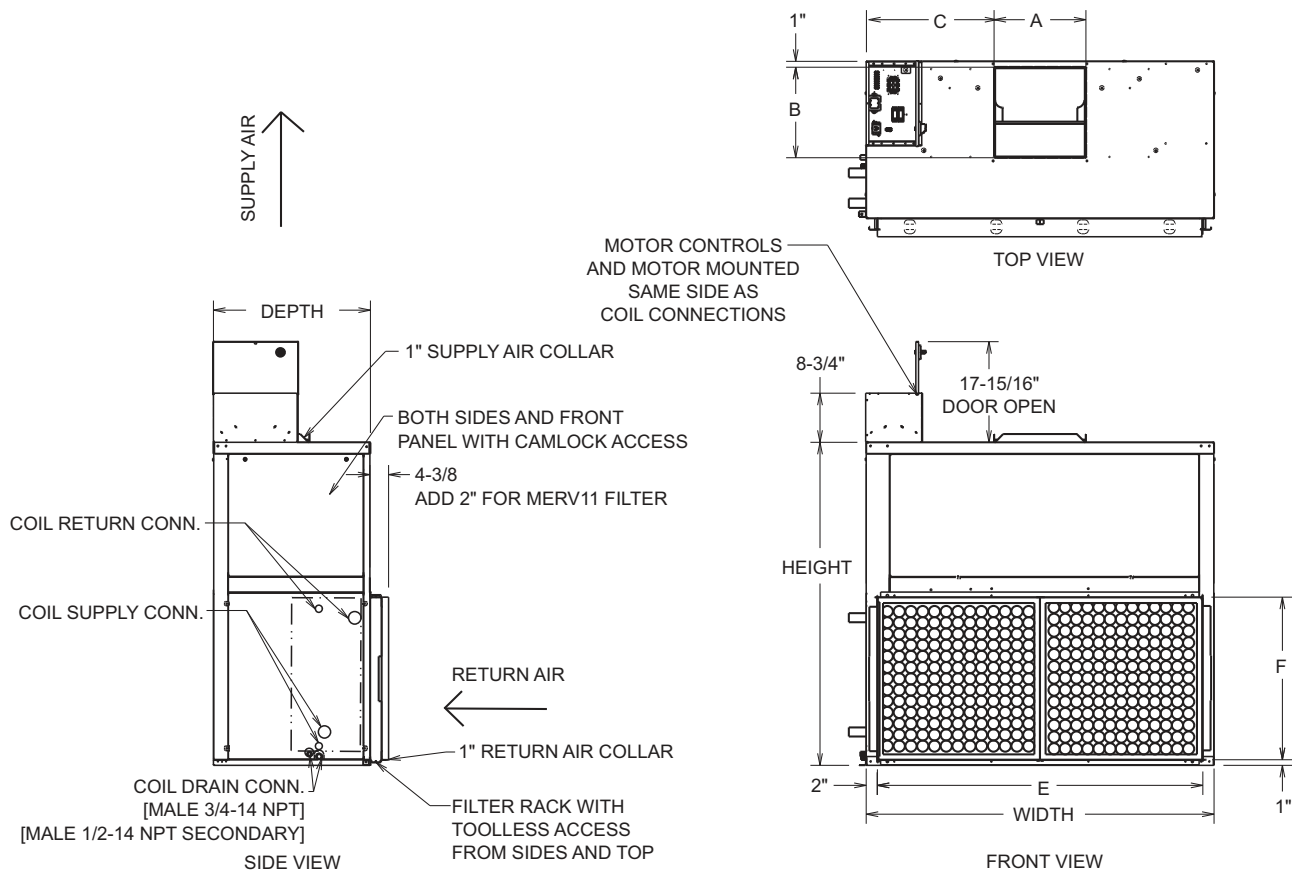 C
A
1"
B
TOP VIEW
SUPPLY AIR
MOTOR CONTROLS
AND MOTOR MOUNTED
SAME SIDE AS
COIL CONNECTIONS
DEPTH
1" SUPPLY AIR COLLAR
BOTH SIDES AND FRONT
PANEL WITH CAMLOCK ACCESS
4-3/8
ADD 2" FOR MERV11 FILTER
COIL RETURN CONN.
COIL SUPPLY CONN.
RETURN AIR
1" RETURN AIR COLLAR
COIL DRAIN CONN.
[MALE 3/4-14 NPT]
[MALE 1/2-14 NPT SECONDARY]
FILTER RACK WITH
TOOLLESS ACCESS
FROM SIDES AND TOP
SIDE VIEW
8-3/4"
17-15/16"
DOOR OPEN
HEIGHT
F
2"
E
1"
WIDTH
FRONT VIEW